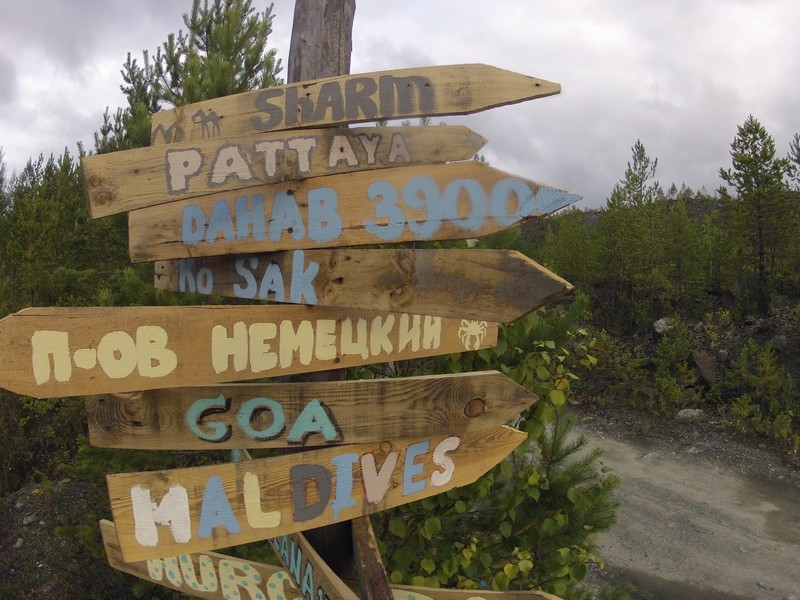 ShARM
PATTAYA
DAHAB 3900
Ko SAk
П-ОВ НЕМЕЦКИЙ
GOA
MALDIVES